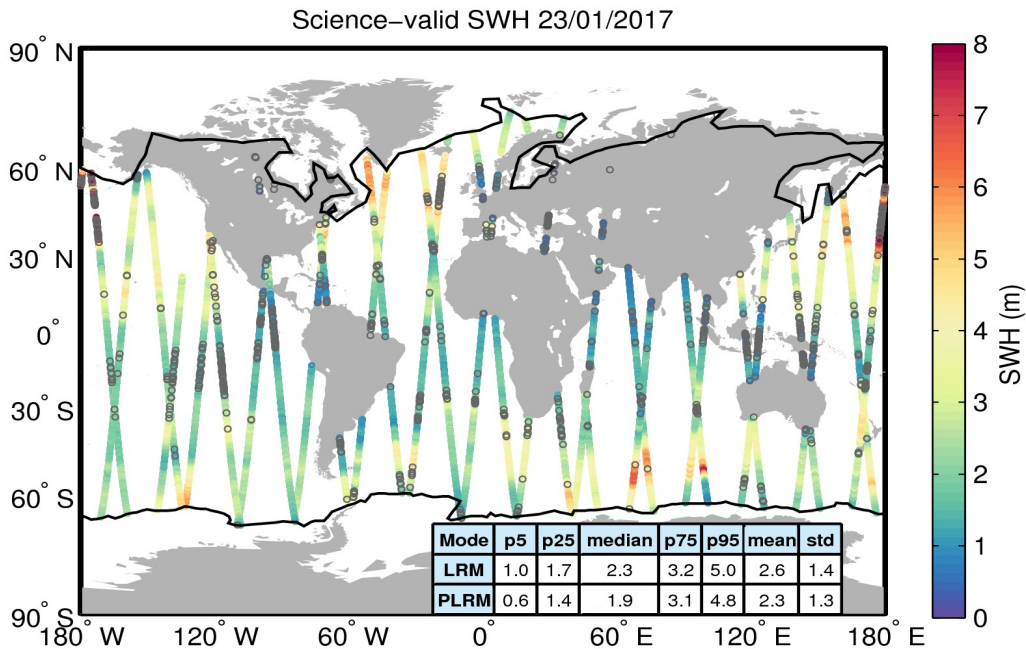 Science−valid SWH 23/01/2017
90° N
60° N
30° N
0°
30° S
60° S
90° S
180° W
120° W
60° W
0°
60° E
120° E
180° E
Mode p5 p25 median p75 p95 mean std
LRM 1.0 1.7 2.3 3.2 5.0 2.6 1.4
PLRM 0.6 1.4 1.9 3.1 4.8 2.3 1.3
8
7
6
5
4
3
2
1
0
SWH (m)